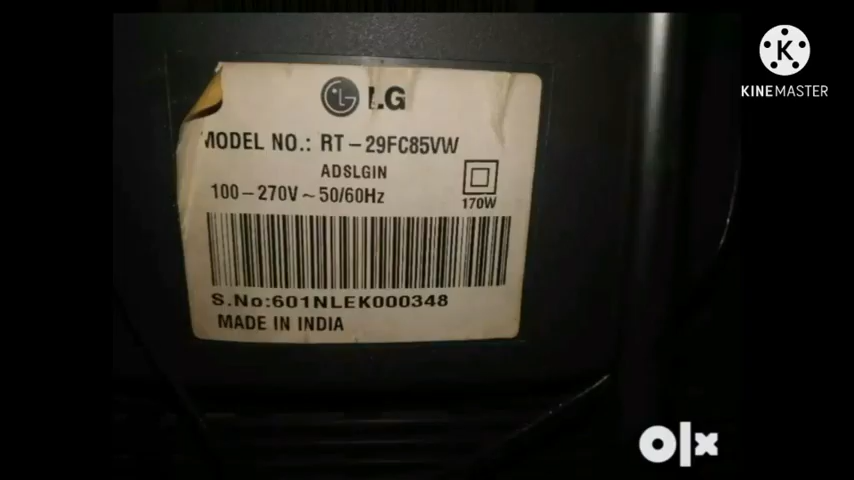 LG
MODEL NO.: RT-29FC85VW
ADSLGIN
100-270V~50/60Hz
170W
S.No:601NLEK000348
MADE IN INDIA
K
KINEMASTER
olx